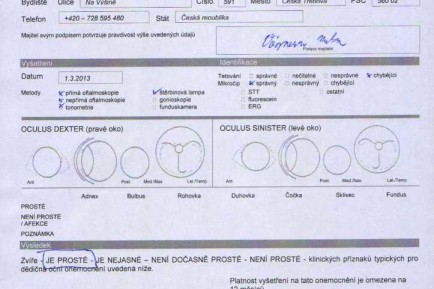 Bydliště Ulice Na Výšině Číslo: 591 Město Česká Třebová PSČ 560 02
Telefon +420 – 728 595 480 Stát Česká republika
Majitel svým podpisem potvrzuje pravdivost výše uvedených údajů
Podpis majitele
Vyšetření Identifikace
Datum 1.3.2013 Tetování správné nečitelné nesprávné chybějící
Mikročip správný nesprávný chybějící
Metody přímá oftalmoskopie štěrbinová lampa STT ostatní
nepřímá oftalmoskopie gonioskopie fluorescein
tonometrie funduskamera ERG
OCULUS DEXTER (pravé oko) OCULUS SINISTER (levé oko)
Ant Post Med./Nas Lat./Temp. Ant Post Med./Nas Lat./Temp.
Adnex Bulbus Rohovka Duhovka Čočka Sklivec Fundus
PROSTÉ
NENÍ PROSTÉ
/ AFEKCE
POZNÁMKA
Výsledek
Zvíře - JE PROSTÉ - JE NEJASNÉ – NENÍ DOČASNĚ PROSTÉ - NENÍ PROSTÉ - klinických příznaků typických pro
dědičná oční onemocnění uvedená níže.
Platnost vyšetření na tato onemocnění je omezena na
12 měsíců